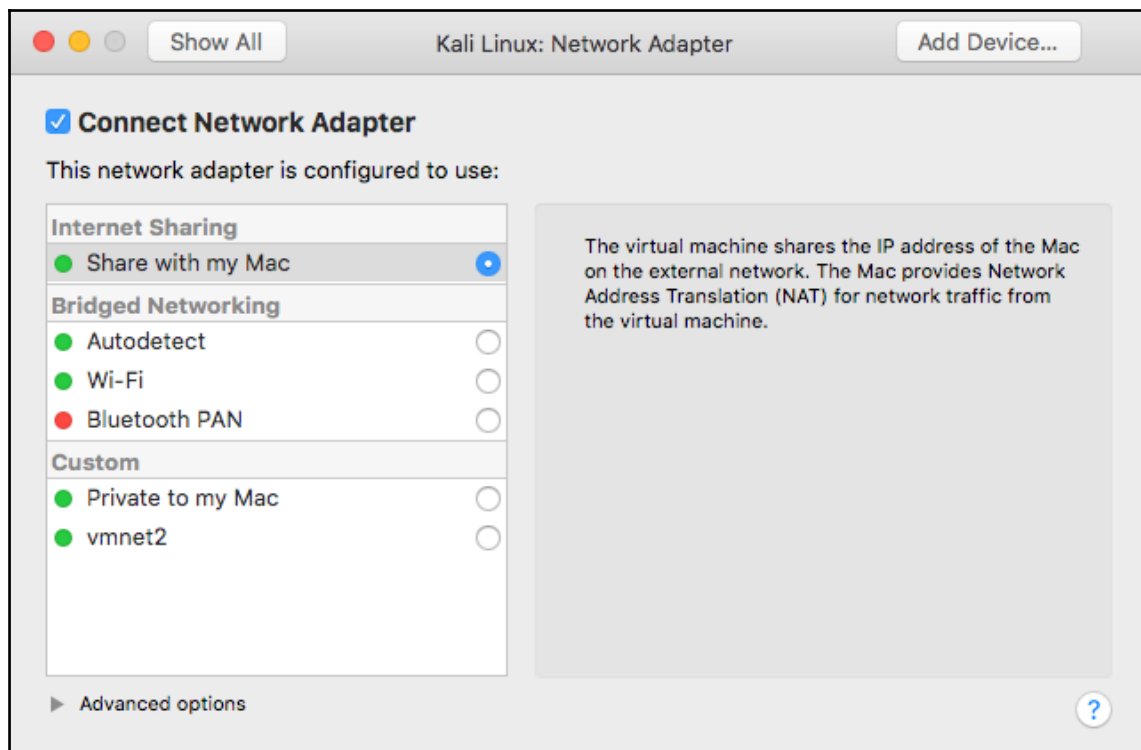 Show All
Kali Linux: Network Adapter
Add Device...
Connect Network Adapter
This network adapter is configured to use:
Internet Sharing
Share with my Mac
Bridged Networking
Autodetect
Wi-Fi
Bluetooth PAN
Custom
Private to my Mac
vmnet2
The virtual machine shares the IP address of the Mac
on the external network. The Mac provides Network
Address Translation (NAT) for network traffic from
the virtual machine.
Advanced options
?